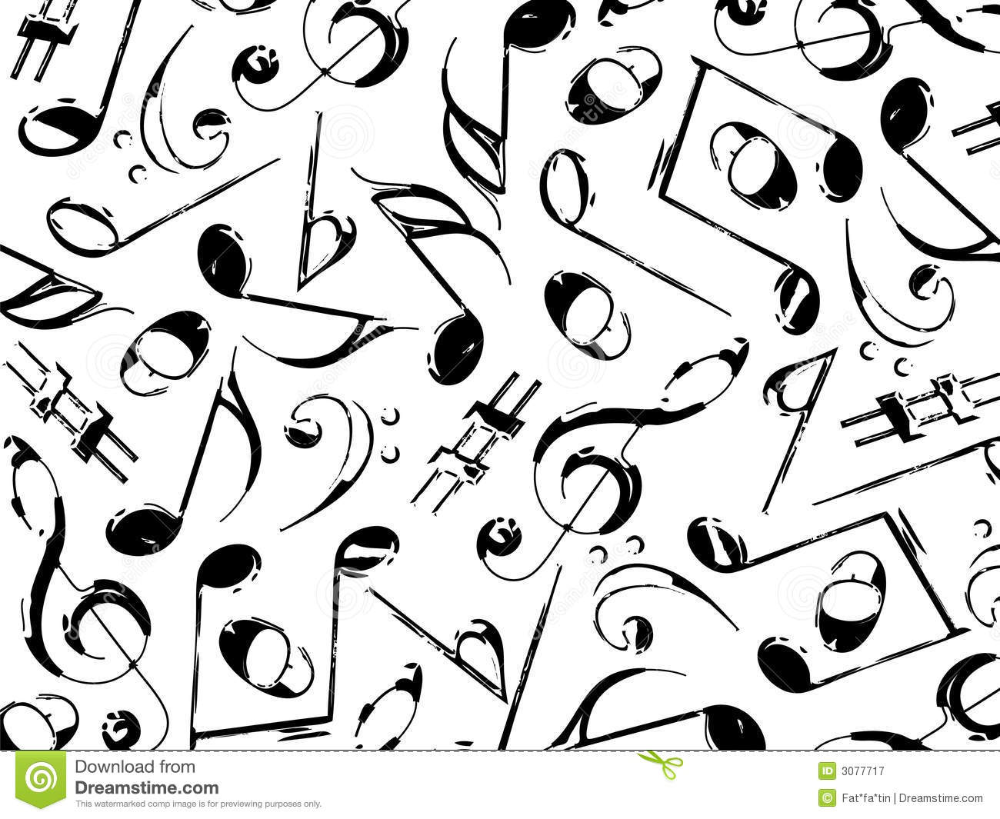 Download from
Dreamstime.com
This watermarked comp image is for previewing purposes only.
ID 3077717
© Fat*fa*tin | Dreamstime.com